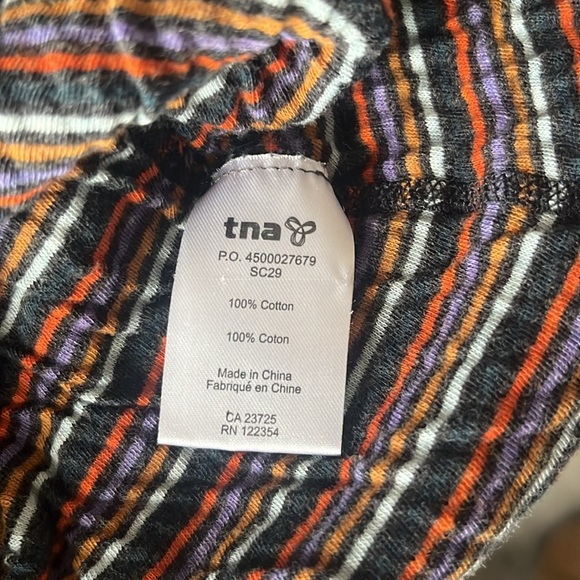 tna
P.O. 4500027679
SC29
100% Cotton
100% Coton
Made in China
Fabriqué en Chine
CA 23725
RN 122354